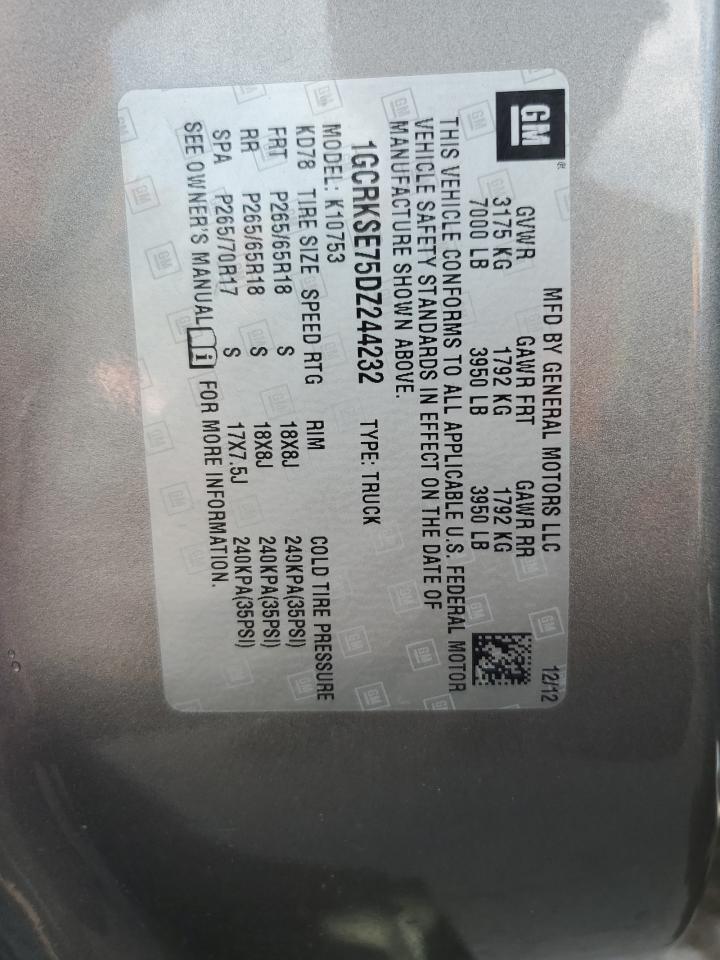 GM
®
MFD BY GENERAL MOTORS LLC 12/12
GVWR GAWR FRT GAWR RR
3175 KG 1792 KG 1792 KG
7000 LB 3950 LB 3950 LB
THIS VEHICLE CONFORMS TO ALL APPLICABLE U.S. FEDERAL MOTOR
VEHICLE SAFETY STANDARDS IN EFFECT ON THE DATE OF
MANUFACTURE SHOWN ABOVE.
1GCRKSE75DZ244232 TYPE: TRUCK
MODEL: K10753
KD78 TIRE SIZE SPEED RTG RIM COLD TIRE PRESSURE
FRT P265/65R18 S 18X8J 240KPA(35PSI)
RR P265/65R18 S 18X8J 240KPA(35PSI)
SPA P265/70R17 S 17X7.5J 240KPA(35PSI)
SEE OWNER'S MANUAL i FOR MORE INFORMATION.